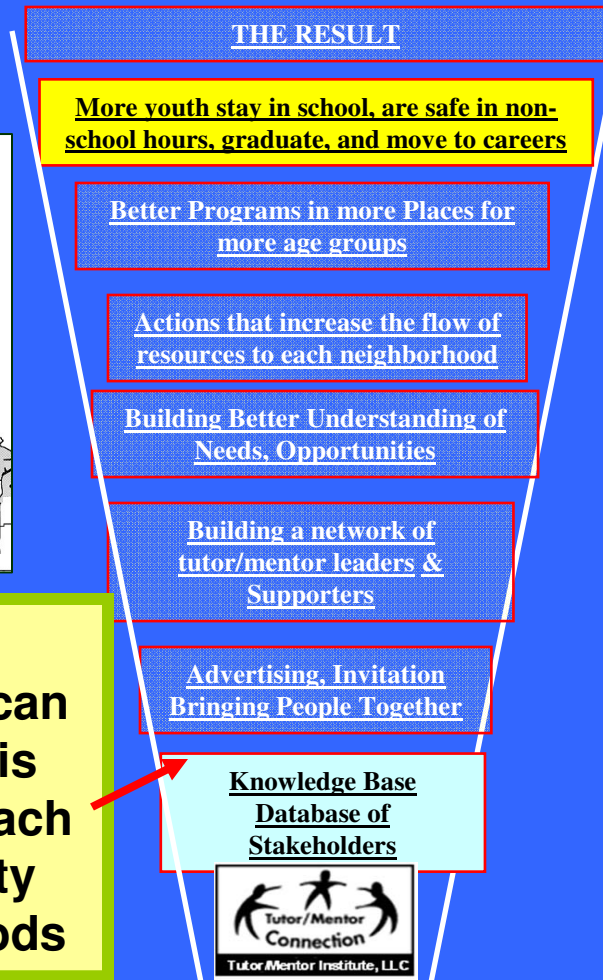 THE RESULT
More youth stay in school, are safe in non-
school hours, graduate, and move to careers
Better Programs in more Places for
more age groups
Actions that increase the flow of
resources to each neighborhood
Building Better Understanding of
Needs, Opportunities
Building a network of
tutor/mentor leaders &
Supporters
Advertising, Invitation
Bringing People Together
can
is
Knowledge Base
Database of
Stakeholders
Tutor/Mentor
Connection
Tutor/Mentor Institute, LLC